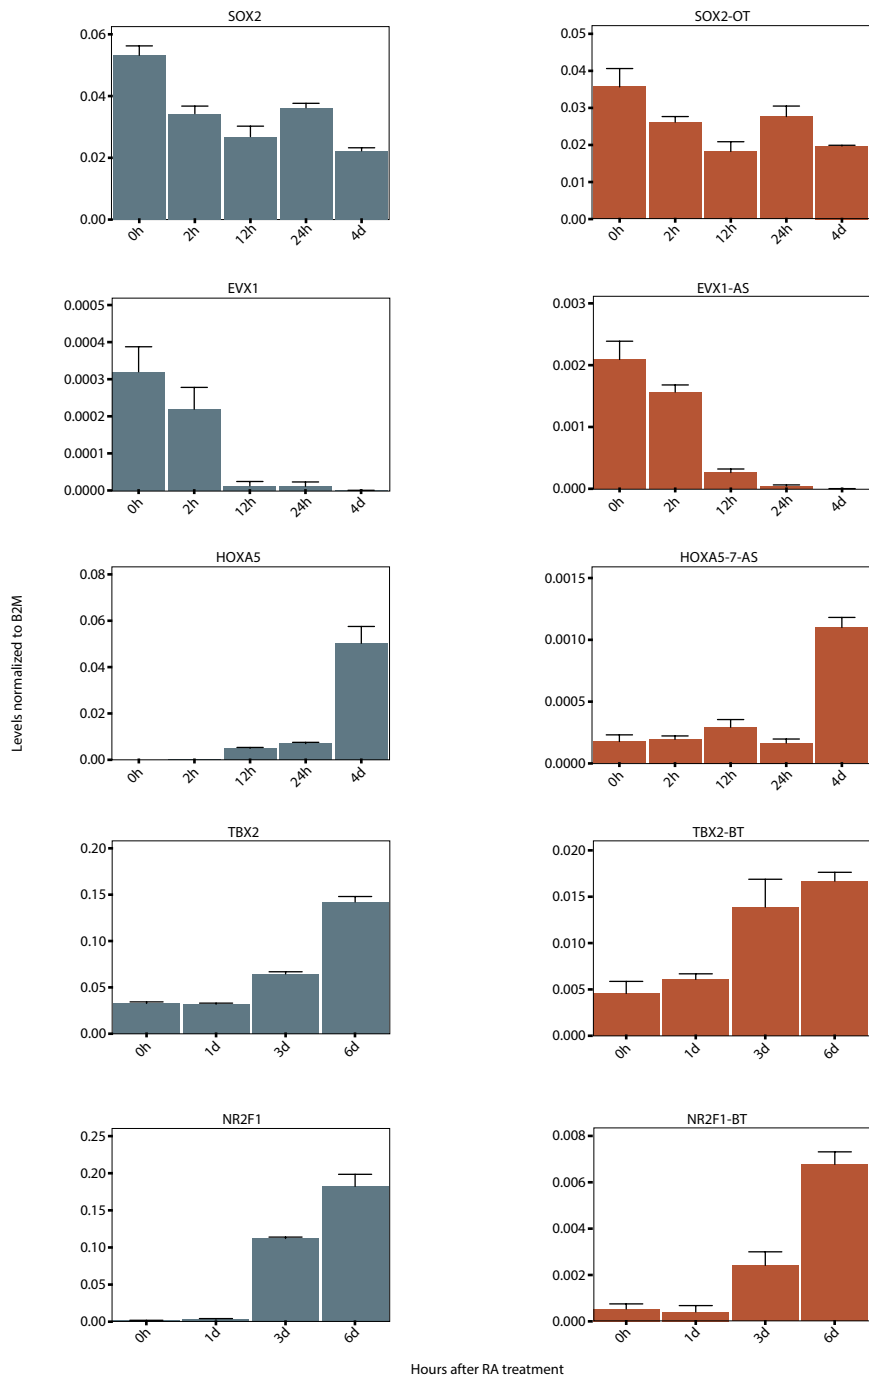 SOX2
0.06
0.04
0.02
0.00
0h
2h
12h
24h
4d
SOX2-OT
0.05
0.04
0.03
0.02
0.01
0.00
0h
2h
12h
24h
4d
EVX1
0.0005
0.0004
0.0003
0.0002
0.0001
0.0000
0h
2h
12h
24h
4d
EVX1-AS
0.003
0.002
0.001
0.000
0h
2h
12h
24h
4d
Levels normalized to B2M
HOXA5
0.08
0.06
0.04
0.02
0.00
0h
2h
12h
24h
4d
HOXA5-7-AS
0.0015
0.0010
0.0005
0.0000
0h
2h
12h
24h
4d
TBX2
0.20
0.15
0.10
0.05
0.00
0h
1d
3d
6d
TBX2-BT
0.020
0.015
0.010
0.005
0.000
0h
1d
3d
6d
NR2F1
0.25
0.20
0.15
0.10
0.05
0.00
0h
1d
3d
6d
NR2F1-BT
0.008
0.006
0.004
0.002
0.000
0h
1d
3d
6d
Hours after RA treatment